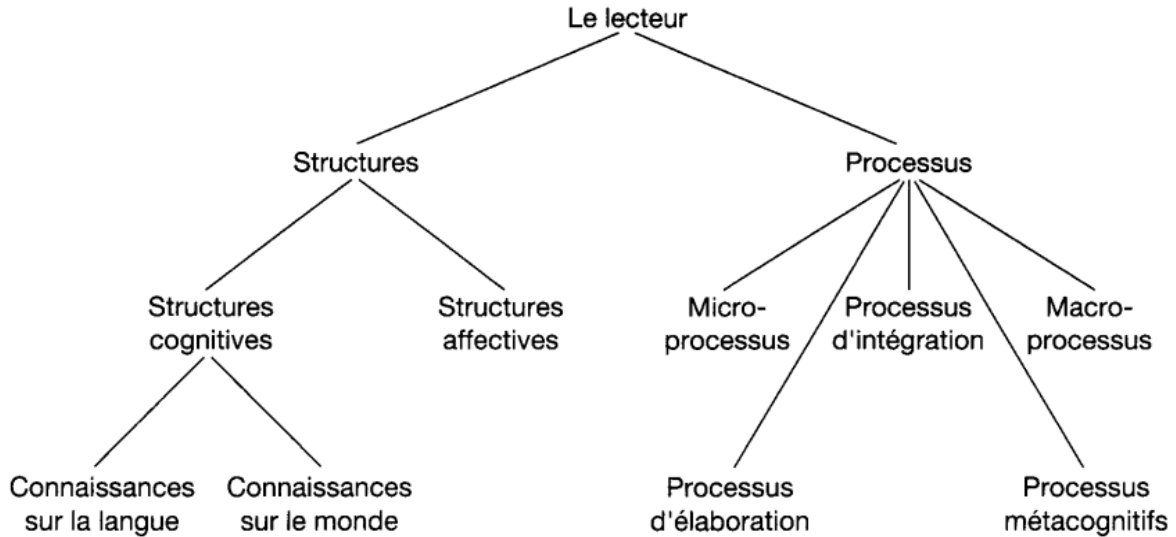 Le lecteur
Structures
Processus
Structures
cognitives
Structures
affectives
Micro-
processus
Processus
d'intégration
Macro-
processus
Connaissances
sur la langue
Connaissances
sur le monde
Processus
d'élaboration
Processus
métacognitifs